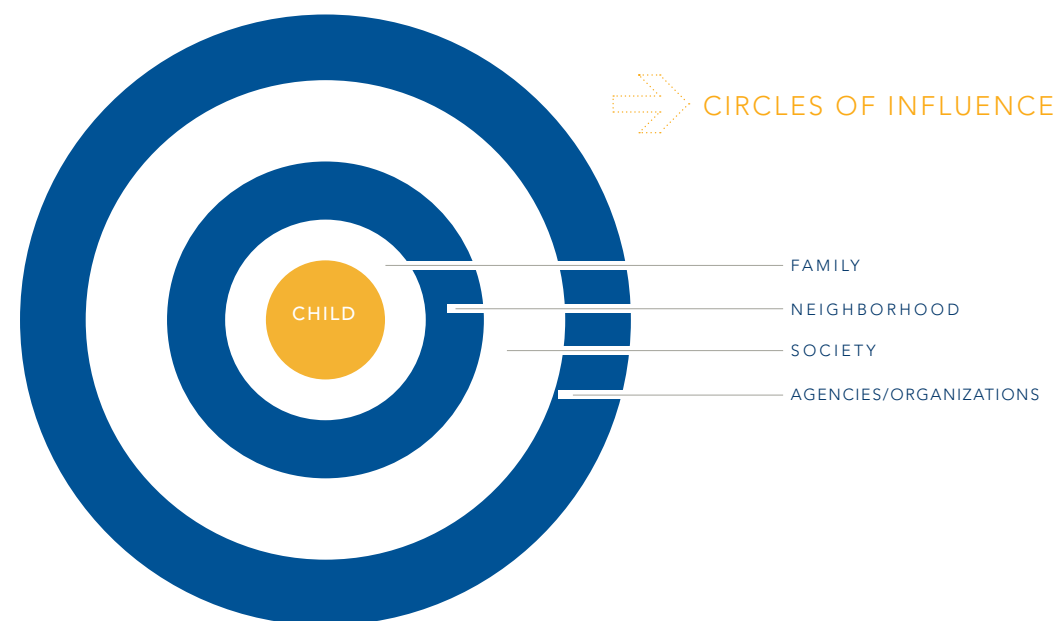 CIRCLES OF INFLUENCE
FAMILY
CHILD
NEIGHBORHOOD
SOCIETY
AGENCIES/ORGANIZATIONS